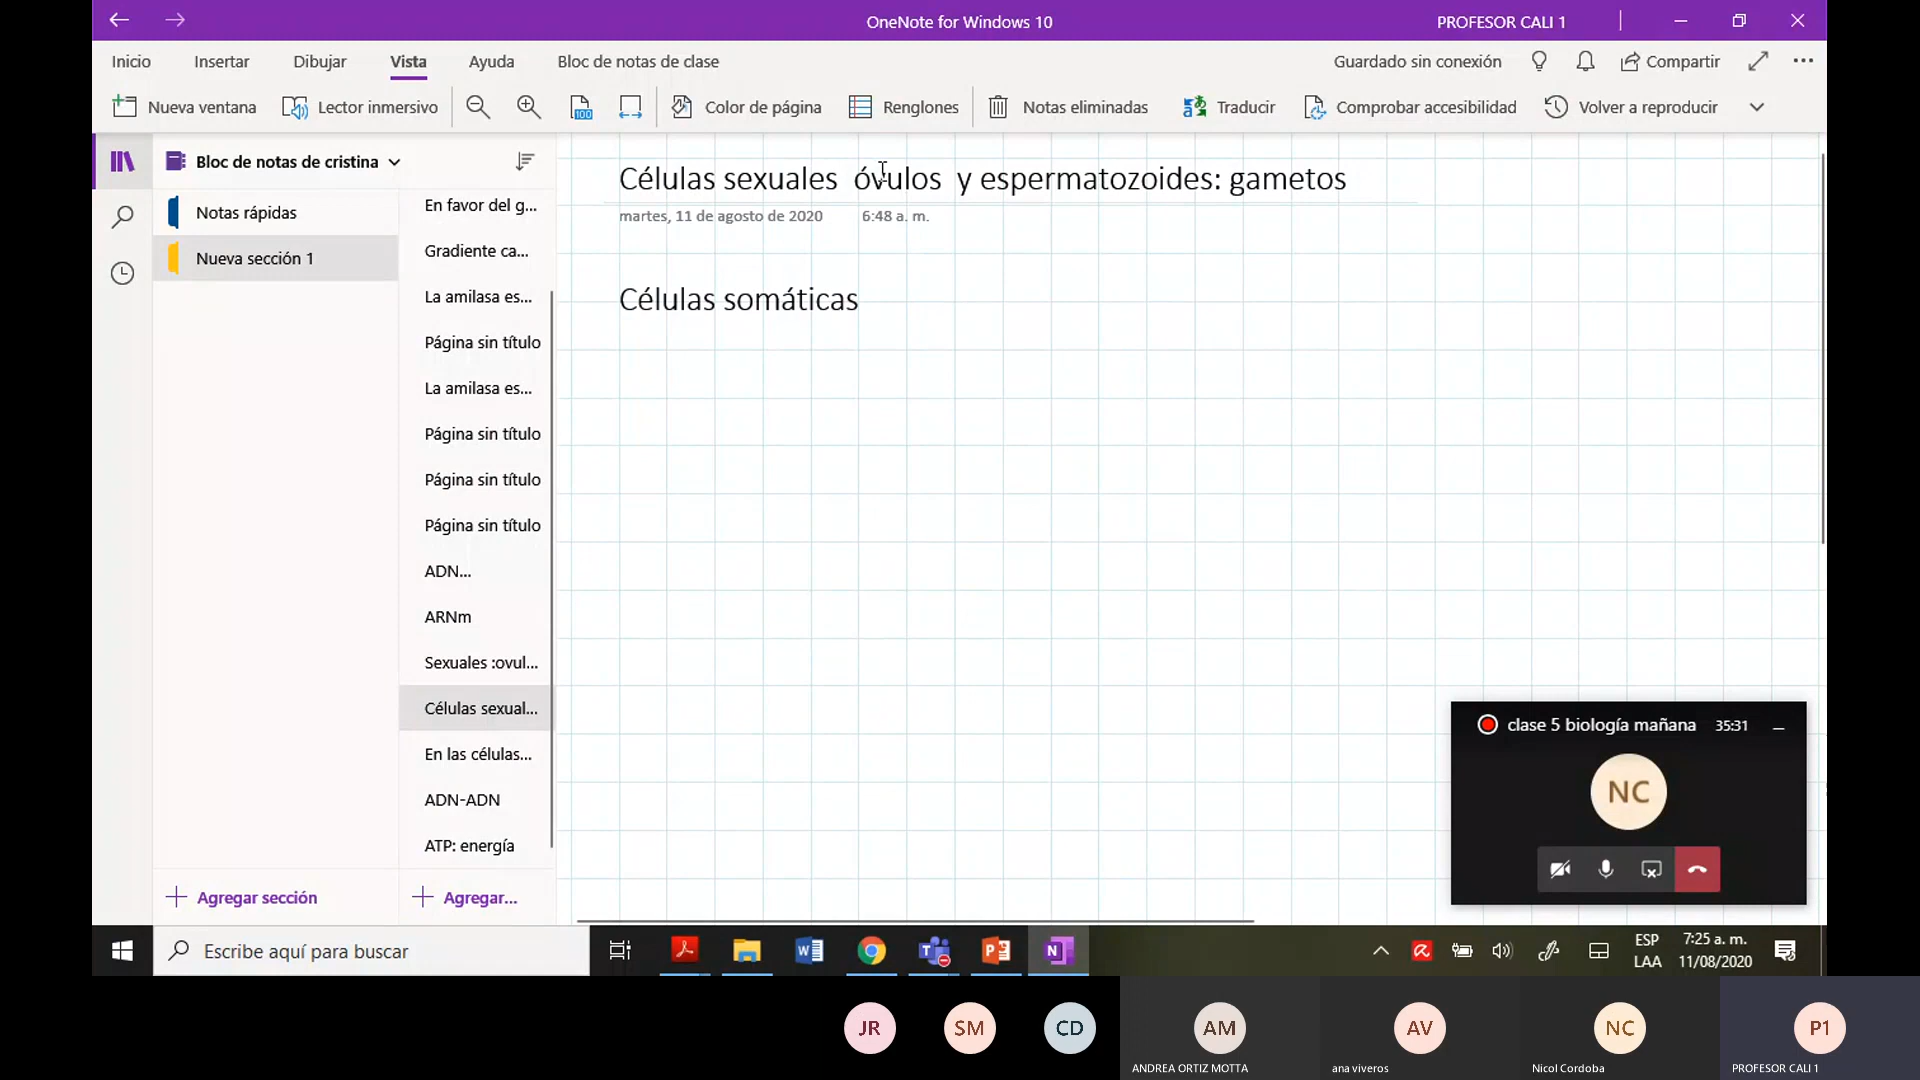 OneNote for Windows 10
PROFESOR CALI 1
Inicio
Insertar
Dibujar
Vista
Ayuda
Bloc de notas de clase
Guardado sin conexión
Compartir
Nueva ventana
Lector inmersivo
100
Color de página
Renglones
Notas eliminadas
Traducir
Comprobar accesibilidad
Volver a reproducir
Bloc de notas de cristina
Notas rápidas
Nueva sección 1
Agregar sección
En favor del g...
Gradiente ca...
La amilasa es...
Página sin título
La amilasa es...
Página sin título
Página sin título
Página sin título
ADN...
ARNm
Sexuales :ovul...
Células sexual...
En las células...
ADN-ADN
ATP: energía
Agregar...
Células sexuales óvulos y espermatozoides: gametos
martes, 11 de agosto de 2020 6:48 a. m.
Células somáticas
clase 5 biología mañana 35:31
NC
Escribe aquí para buscar
ESP
LAA
7:25 a. m.
11/08/2020
JR
SM
CD
AM
ANDREA ORTIZ MOTTA
AV
ana viveros
NC
Nicol Cordoba
P1
PROFESOR CALI 1